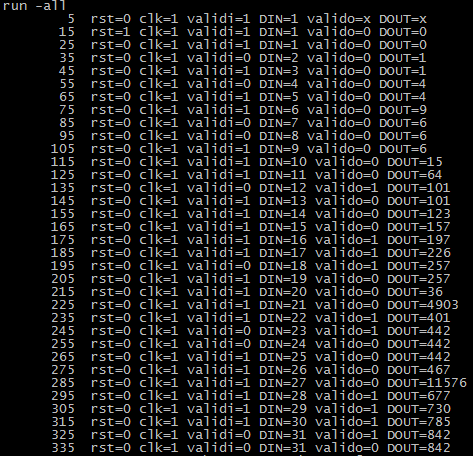 run -all
5 rst=0 clk=1 validi=1 DIN=1 valido=x DOUT=x
15 rst=1 clk=1 validi=1 DIN=1 valido=0 DOUT=0
25 rst=0 clk=1 validi=1 DIN=1 valido=0 DOUT=0
35 rst=0 clk=1 validi=0 DIN=2 valido=0 DOUT=1
45 rst=0 clk=1 validi=1 DIN=3 valido=0 DOUT=1
55 rst=0 clk=1 validi=0 DIN=4 valido=0 DOUT=4
65 rst=0 clk=1 validi=1 DIN=5 valido=0 DOUT=4
75 rst=0 clk=1 validi=1 DIN=6 valido=0 DOUT=9
85 rst=0 clk=1 validi=0 DIN=7 valido=0 DOUT=6
95 rst=0 clk=1 validi=0 DIN=8 valido=0 DOUT=6
105 rst=0 clk=1 validi=1 DIN=9 valido=0 DOUT=6
115 rst=0 clk=1 validi=1 DIN=10 valido=0 DOUT=15
125 rst=0 clk=1 validi=1 DIN=11 valido=0 DOUT=64
135 rst=0 clk=1 validi=0 DIN=12 valido=1 DOUT=101
145 rst=0 clk=1 validi=1 DIN=13 valido=0 DOUT=101
155 rst=0 clk=1 validi=1 DIN=14 valido=0 DOUT=123
165 rst=0 clk=1 validi=1 DIN=15 valido=0 DOUT=157
175 rst=0 clk=1 validi=1 DIN=16 valido=1 DOUT=197
185 rst=0 clk=1 validi=1 DIN=17 valido=1 DOUT=226
195 rst=0 clk=1 validi=0 DIN=18 valido=1 DOUT=257
205 rst=0 clk=1 validi=1 DIN=19 valido=0 DOUT=257
215 rst=0 clk=1 validi=1 DIN=20 valido=0 DOUT=36
225 rst=0 clk=1 validi=1 DIN=21 valido=0 DOUT=4903
235 rst=0 clk=1 validi=1 DIN=22 valido=1 DOUT=401
245 rst=0 clk=1 validi=0 DIN=23 valido=1 DOUT=442
255 rst=0 clk=1 validi=0 DIN=24 valido=0 DOUT=442
265 rst=0 clk=1 validi=1 DIN=25 valido=0 DOUT=442
275 rst=0 clk=1 validi=1 DIN=26 valido=0 DOUT=467
285 rst=0 clk=1 validi=1 DIN=27 valido=0 DOUT=11576
295 rst=0 clk=1 validi=1 DIN=28 valido=1 DOUT=677
305 rst=0 clk=1 validi=1 DIN=29 valido=1 DOUT=730
315 rst=0 clk=1 validi=1 DIN=30 valido=1 DOUT=785
325 rst=0 clk=1 validi=0 DIN=31 valido=1 DOUT=842
335 rst=0 clk=1 validi=0 DIN=31 valido=0 DOUT=842